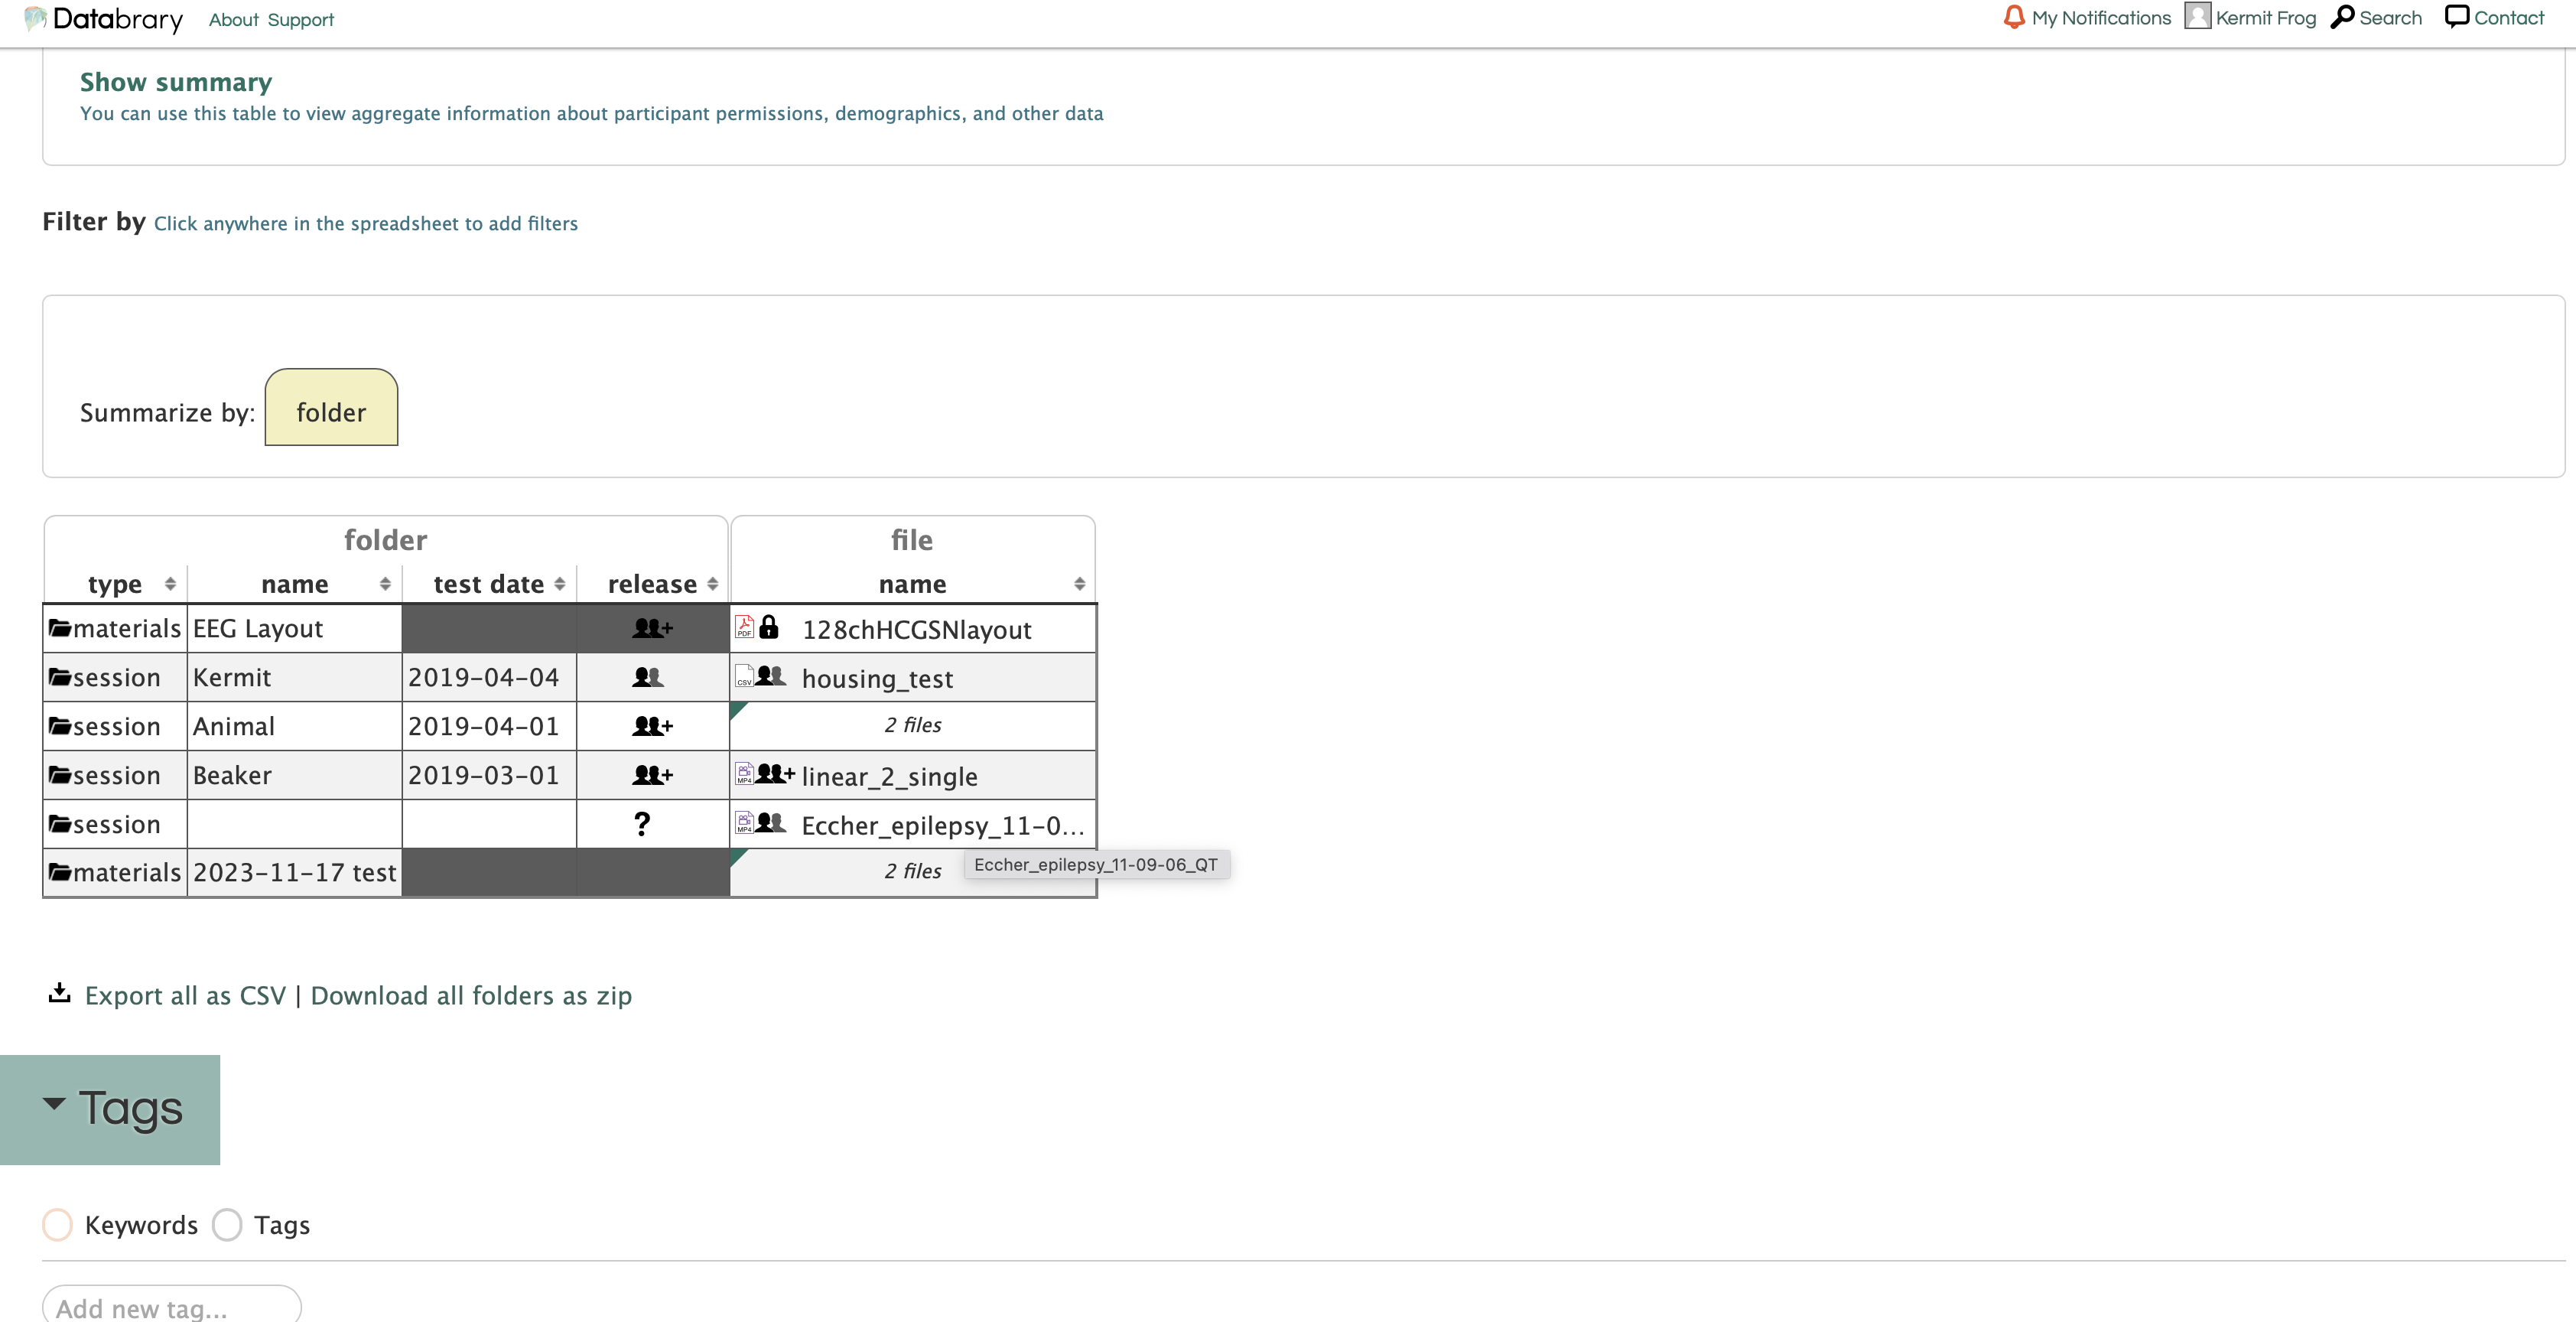 Databrary About Support My Notifications Kermit Frog Search Contact
Show summary
You can use this table to view aggregate information about participant permissions, demographics, and other data
Filter by Click anywhere in the spreadsheet to add filters
Summarize by: folder
folder file
type name test date release name
materials EEG Layout PDF 128chHCGSNlayout
session Kermit 2019-04-04 CSV housing_test
session Animal 2019-04-01 2 files
session Beaker 2019-03-01 MP4 linear_2_single
session ? MP4 Eccher_epilepsy_11-0...
materials 2023-11-17 test 2 files
Eccher_epilepsy_11-09-06_QT
Export all as CSV | Download all folders as zip
Tags
Keywords Tags
Add new tag...